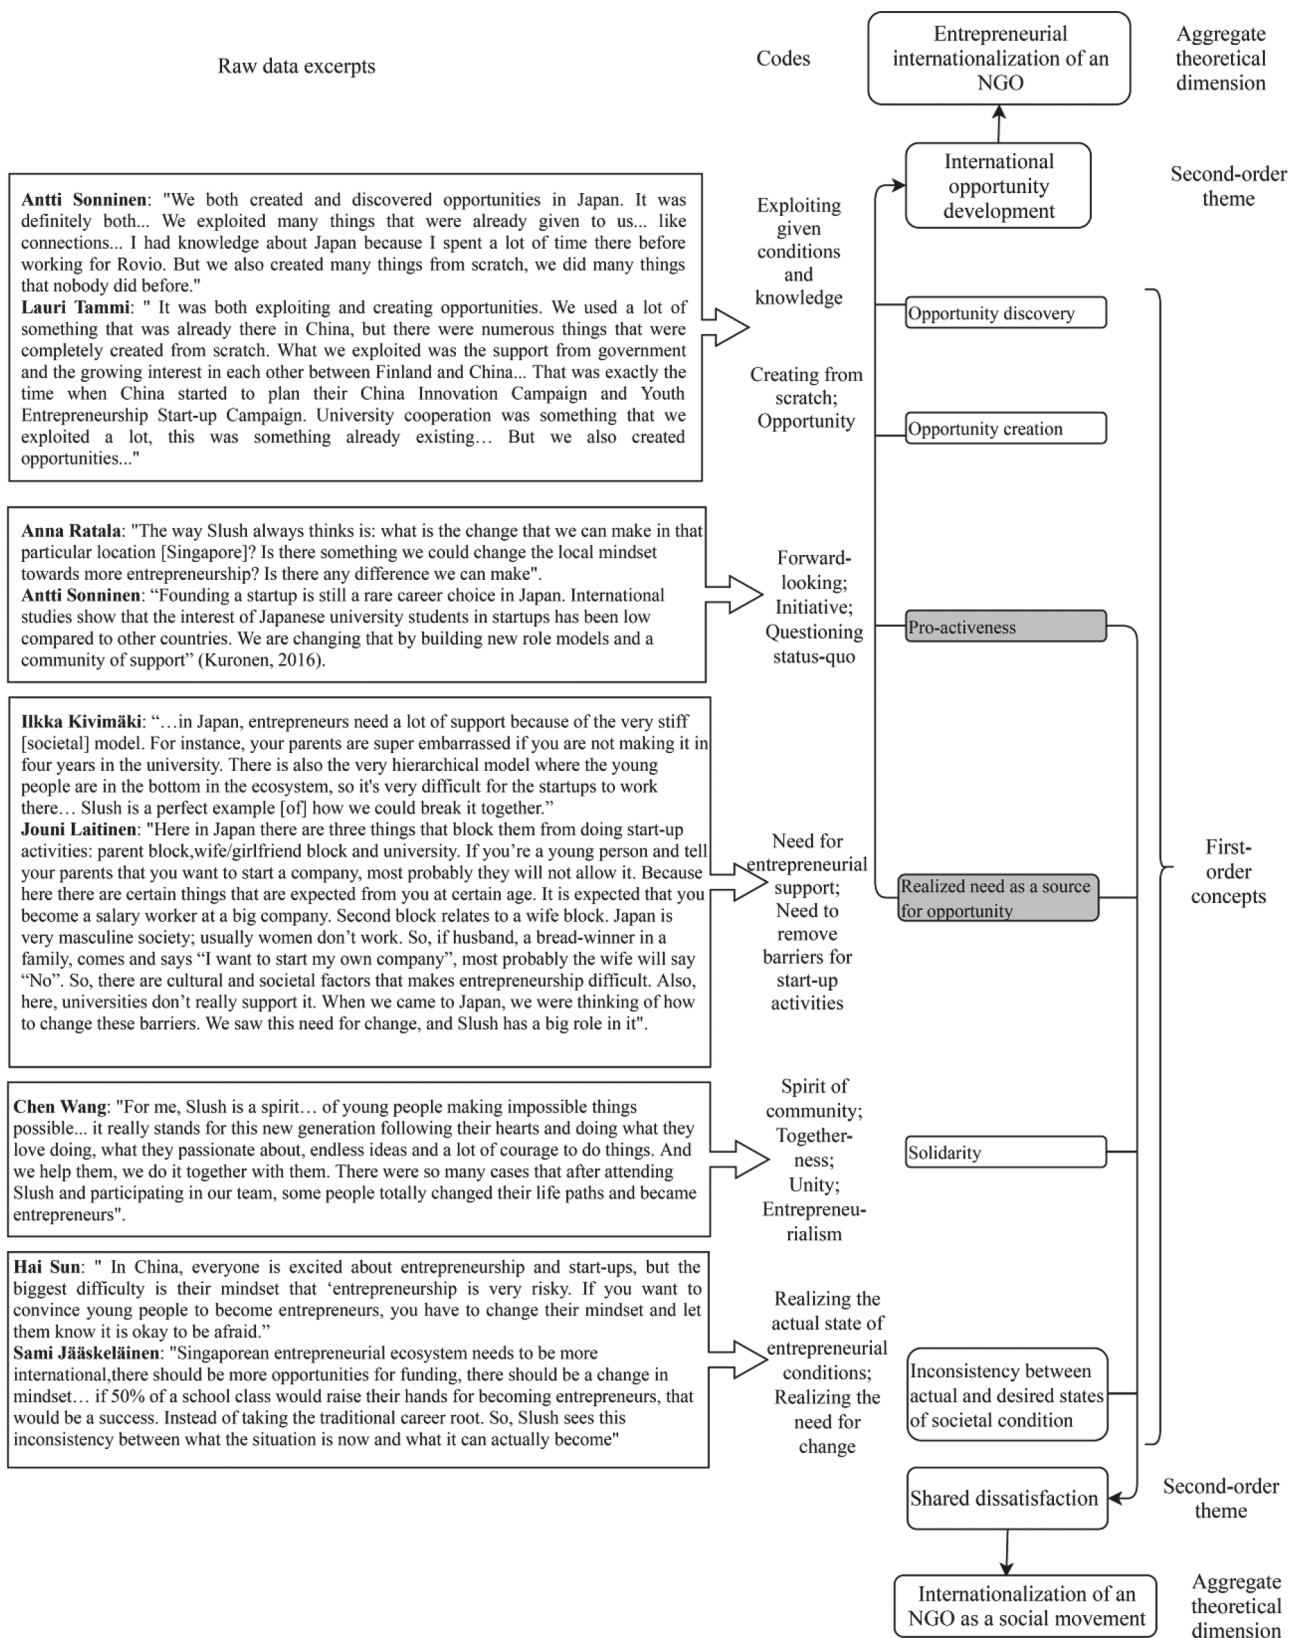 Raw data excerpts
Codes
Entrepreneurial
internationalization of an
NGO
Aggregate
theoretical
dimension
International
opportunity
development
Second-order
theme
Antti Sonninen: "We both created and discovered opportunities in Japan. It was
definitely both... We exploited many things that were already given to us... like
connections... I had knowledge about Japan because I spent a lot of time there before
working for Rovio. But we also created many things from scratch, we did many things
that nobody did before."
Lauri Tammi: " It was both exploiting and creating opportunities. We used a lot of
something that was already there in China, but there were numerous things that were
completely created from scratch. What we exploited was the support from government
and the growing interest in each other between Finland and China... That was exactly the
time when China started to plan their China Innovation Campaign and Youth
Entrepreneurship Start-up Campaign. University cooperation was something that we
exploited a lot, this was something already existing… But we also created
opportunities..."
Exploiting
given
conditions
and
knowledge
Creating from
scratch;
Opportunity
Opportunity discovery
Opportunity creation
Anna Ratala: "The way Slush always thinks is: what is the change that we can make in that
particular location [Singapore]? Is there something we could change the local mindset
towards more entrepreneurship? Is there any difference we can make".
Antti Sonninen: “Founding a startup is still a rare career choice in Japan. International
studies show that the interest of Japanese university students in startups has been low
compared to other countries. We are changing that by building new role models and a
community of support” (Kuronen, 2016).
Forward-
looking;
Initiative;
Questioning
status-quo
Pro-activeness
Ilkka Kivimäki: “…in Japan, entrepreneurs need a lot of support because of the very stiff
[societal] model. For instance, your parents are super embarrassed if you are not making it in
four years in the university. There is also the very hierarchical model where the young
people are in the bottom in the ecosystem, so it's very difficult for the startups to work
there… Slush is a perfect example [of] how we could break it together.”
Jouni Laitinen: "Here in Japan there are three things that block them from doing start-up
activities: parent block,wife/girlfriend block and university. If you’re a young person and tell
your parents that you want to start a company, most probably they will not allow it. Because
here there are certain things that are expected from you at certain age. It is expected that you
become a salary worker at a big company. Second block relates to a wife block. Japan is
very masculine society; usually women don’t work. So, if husband, a bread-winner in a
family, comes and says “I want to start my own company”, most probably the wife will say
“No”. So, there are cultural and societal factors that makes entrepreneurship difficult. Also,
here, universities don’t really support it. When we came to Japan, we were thinking of how
to change these barriers. We saw this need for change, and Slush has a big role in it".
Need for
entrepreneurial
support;
Need to
remove
barriers for
start-up
activities
Realized need as a source
for opportunity
First-
order
concepts
Chen Wang: "For me, Slush is a spirit… of young people making impossible things
possible... it really stands for this new generation following their hearts and doing what they
love doing, what they passionate about, endless ideas and a lot of courage to do things. And
we help them, we do it together with them. There were so many cases that after attending
Slush and participating in our team, some people totally changed their life paths and became
entrepreneurs".
Spirit of
community;
Together-
ness;
Unity;
Entrepreneu-
rialism
Solidarity
Hai Sun: " In China, everyone is excited about entrepreneurship and start-ups, but the
biggest difficulty is their mindset that ‘entrepreneurship is very risky. If you want to
convince young people to become entrepreneurs, you have to change their mindset and let
them know it is okay to be afraid.”
Sami Jääskeläinen: "Singaporean entrepreneurial ecosystem needs to be more
international,there should be more opportunities for funding, there should be a change in
mindset… if 50% of a school class would raise their hands for becoming entrepreneurs, that
would be a success. Instead of taking the traditional career root. So, Slush sees this
inconsistency between what the situation is now and what it can actually become"
Realizing the
actual state of
entrepreneurial
conditions;
Realizing the
need for
change
Inconsistency between
actual and desired states
of societal condition
Shared dissatisfaction
Second-order
theme
Internationalization of an
NGO as a social movement
Aggregate
theoretical
dimension